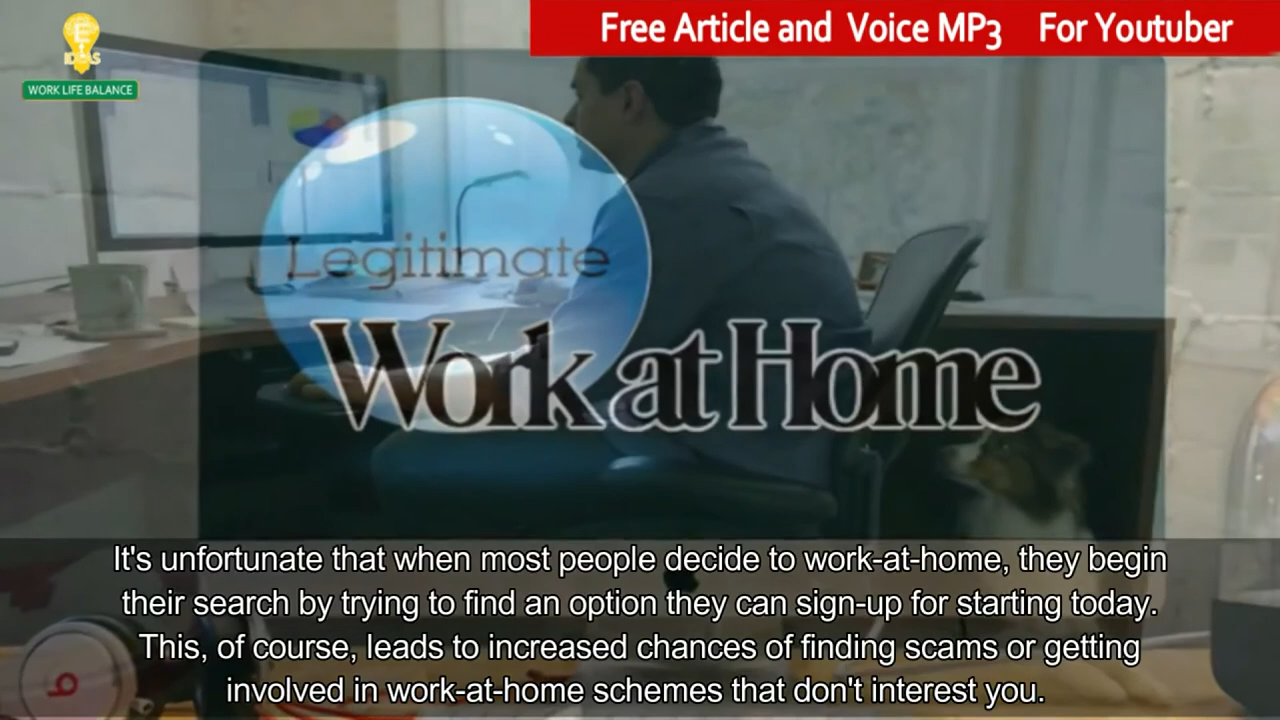 Free Article and Voice MP3 For Youtuber
E
IDEAS
WORK LIFE BALANCE
Legitimate
Work at Home
It's unfortunate that when most people decide to work-at-home, they begin
their search by trying to find an option they can sign-up for starting today.
This, of course, leads to increased chances of finding scams or getting
involved in work-at-home schemes that don't interest you.